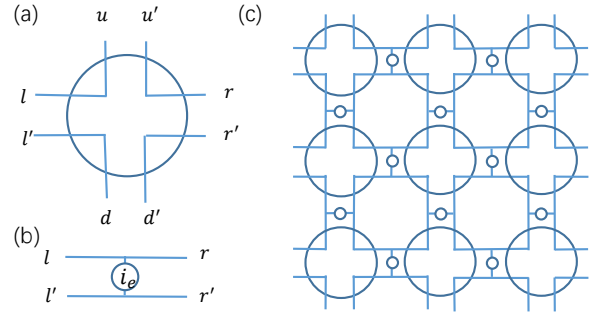 (a)
u u′
l r
l′ r′
d d′
(b)
l r
i_e
l′ r′
(c)